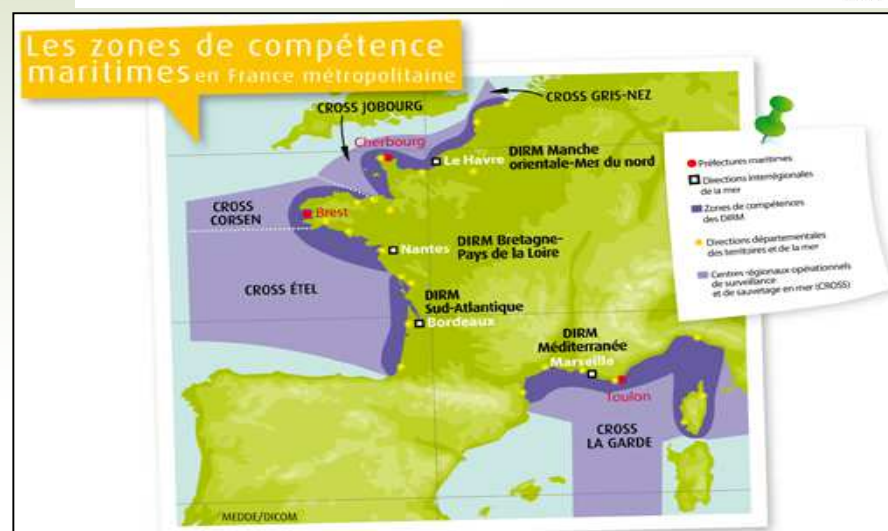 Les zones de compétence
maritimes en France métropolitaine
CROSS JOBOURG
CROSS GRIS-NEZ
Cherbourg
Le Havre
DIRM Manche
orientale-Mer du nord
CROSS
CORSEN
Brest
Nantes
DIRM Bretagne-
Pays de la Loire
CROSS ÉTEL
DIRM
Sud-Atlantique
Bordeaux
DIRM
Méditerranée
Marseille
Toulon
CROSS
LA GARDE
MEDDE/DICOM
Préfectures maritimes
Directions interrégionales
de la mer
Zones de compétences
des DIRM
Directions départementales
des territoires et de la mer
Centres régionaux opérationnels
de surveillance
et de sauvetage en mer (CROSS)